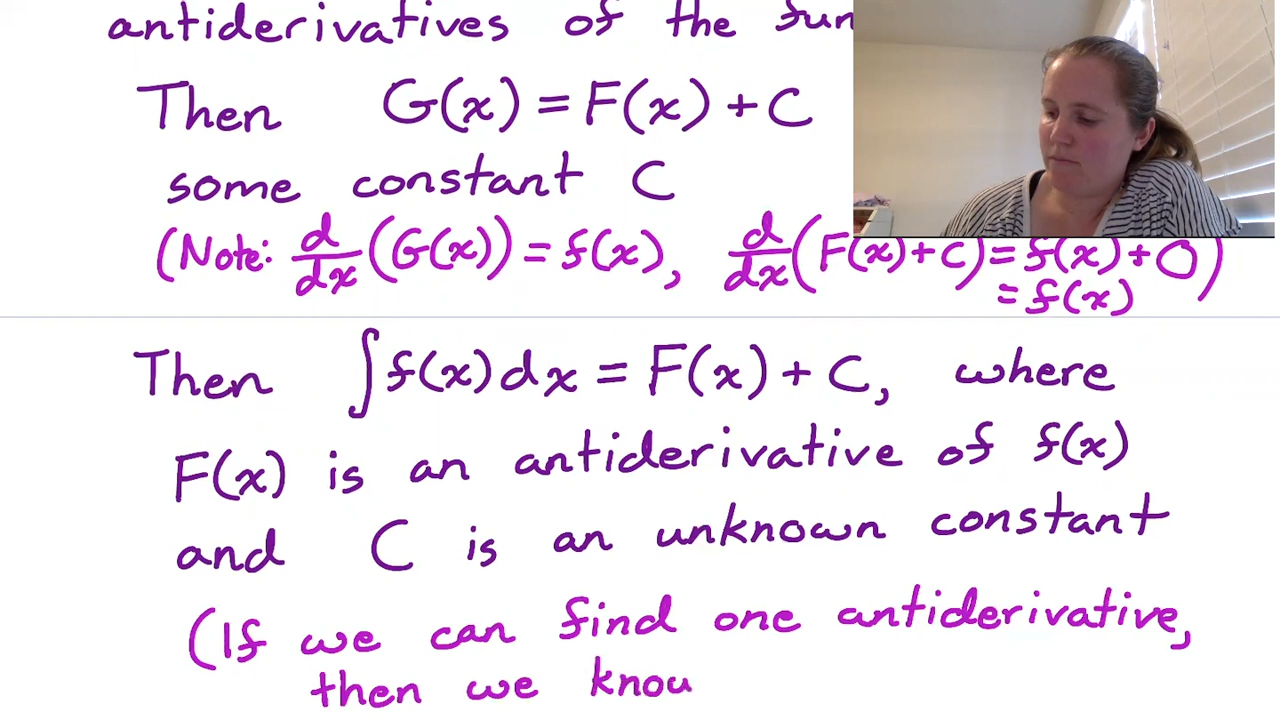 antiderivatives of the fun
Then G(x) = F(x) + C
some constant C
(Note: d/dx (G(x)) = f(x), d/dx (F(x) + C) = f(x) + 0)
= f(x)
Then ∫f(x)dx = F(x) + C, where
F(x) is an antiderivative of f(x)
and C is an unknown constant
(If we can find one antiderivative,
then we knou